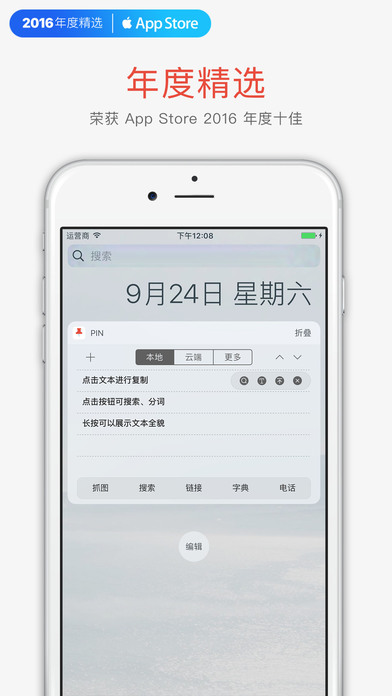 2016年度精选 App Store
年度精选
荣获 App Store 2016 年度十佳
运营商 下午12:08
搜索
9月24日 星期六
PIN 折叠
本地 云端 更多
点击文本进行复制
点击按钮可搜索、分词
长按可以展示文本全貌
抓图 搜索 链接 字典 电话
编辑